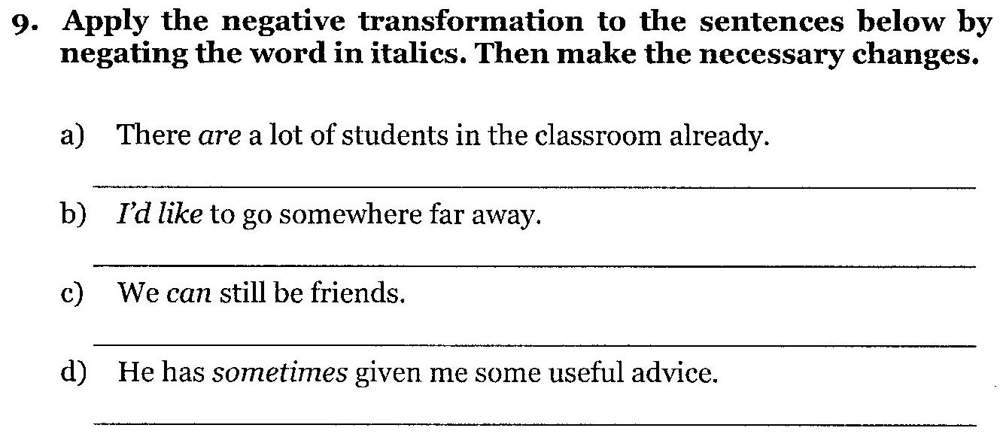 9. Apply the negative transformation to the sentences below by
negating the word in italics. Then make the necessary changes.
a) There are a lot of students in the classroom already.
b) I'd like to go somewhere far away.
c) We can still be friends.
d) He has sometimes given me some useful advice.